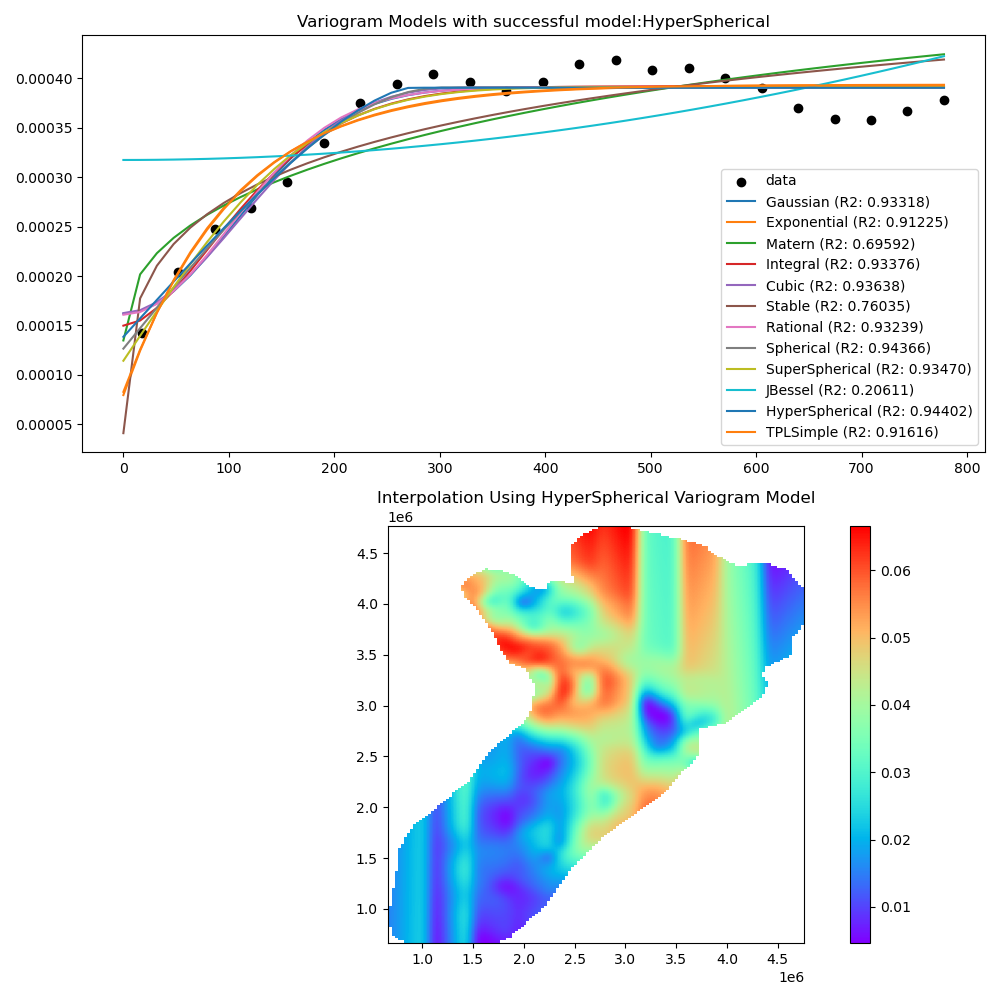 Variogram Models with successful model:HyperSpherical
0.00040
0.00035
0.00030
0.00025
0.00020
0.00015
0.00010
0.00005
data
Gaussian (R2: 0.93318)
Exponential (R2: 0.91225)
Matern (R2: 0.69592)
Integral (R2: 0.93376)
Cubic (R2: 0.93638)
Stable (R2: 0.76035)
Rational (R2: 0.93239)
Spherical (R2: 0.94366)
SuperSpherical (R2: 0.93470)
JBessel (R2: 0.20611)
HyperSpherical (R2: 0.94402)
TPLSimple (R2: 0.91616)
0 100 200 300 400 500 600 700 800
Interpolation Using HyperSpherical Variogram Model
1e6
4.5
4.0
3.5
3.0
2.5
2.0
1.5
1.0
1.0 1.5 2.0 2.5 3.0 3.5 4.0 4.5
1e6
0.06
0.05
0.04
0.03
0.02
0.01